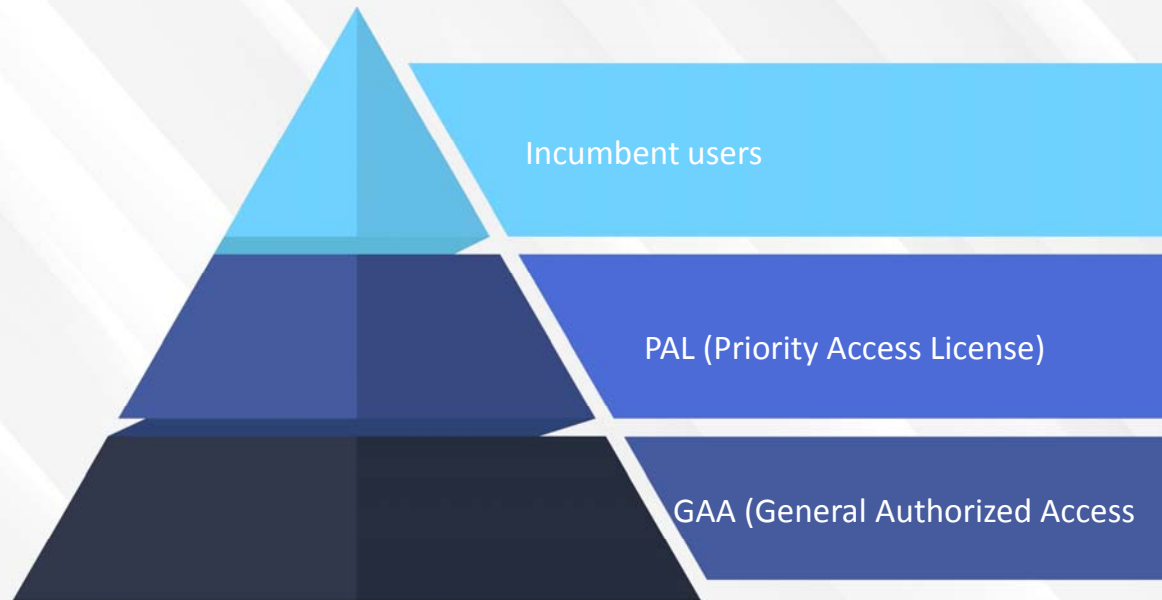 Incumbent users
PAL (Priority Access License)
GAA (General Authorized Access